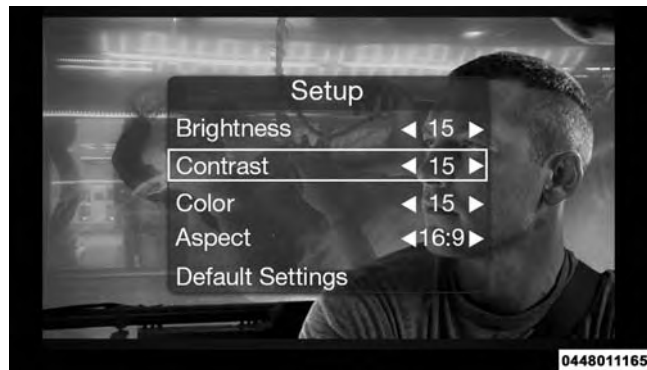 Setup
Brightness ◀ 15 ▶
Contrast ◀ 15 ▶
Color ◀ 15 ▶
Aspect ◀16:9▶
Default Settings
0448011165